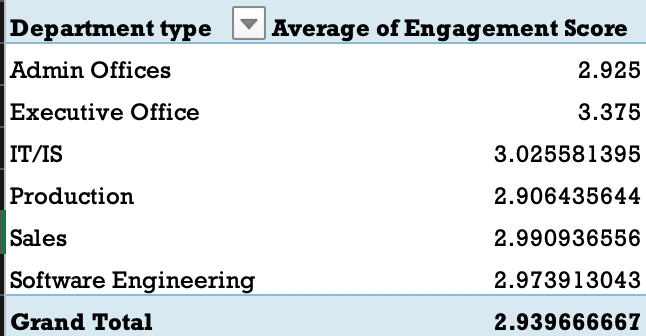 Department type Average of Engagement Score
Admin Offices 2.925
Executive Office 3.375
IT/IS 3.025581395
Production 2.906435644
Sales 2.990936556
Software Engineering 2.973913043
Grand Total 2.939666667